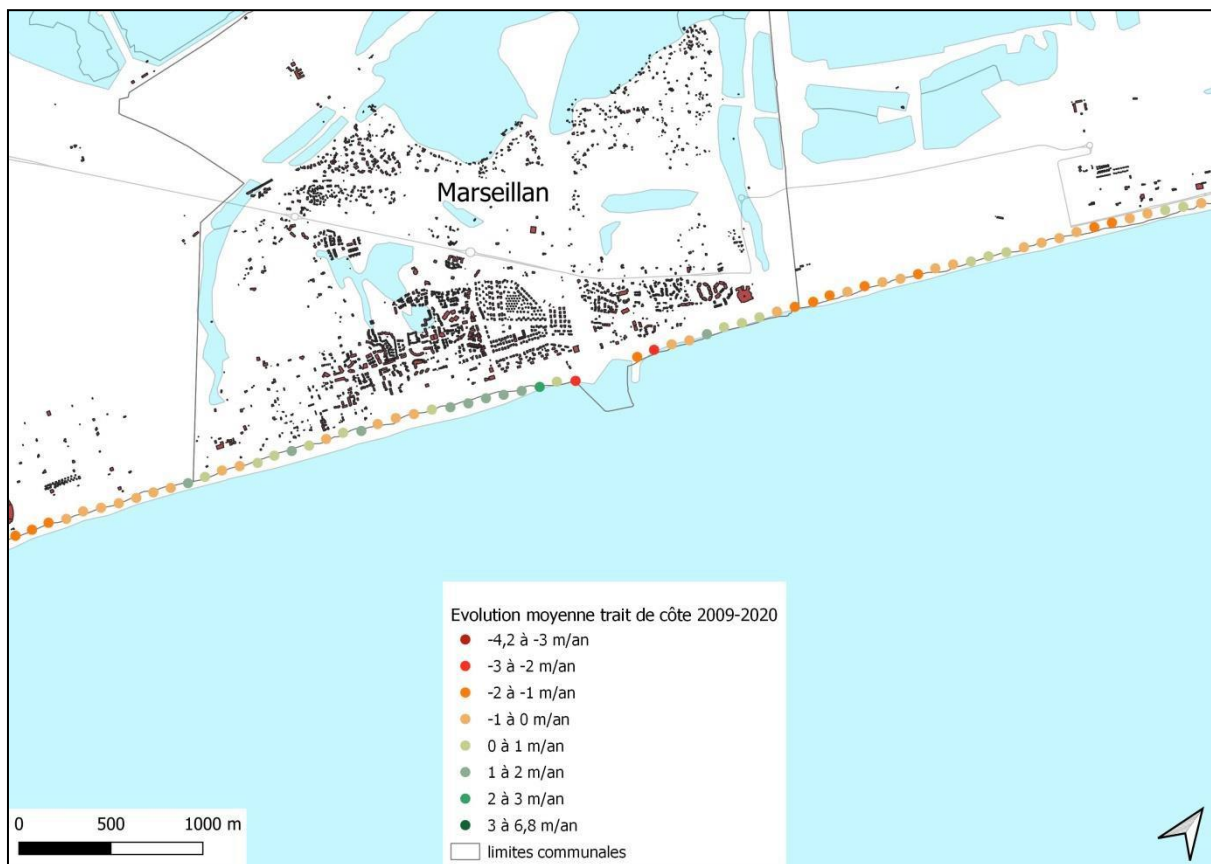 Marseillan
Evolution moyenne trait de côte 2009-2020
-4,2 à -3 m/an
-3 à -2 m/an
-2 à -1 m/an
-1 à 0 m/an
0 à 1 m/an
1 à 2 m/an
2 à 3 m/an
3 à 6,8 m/an
limites communales
0 500 1000 m